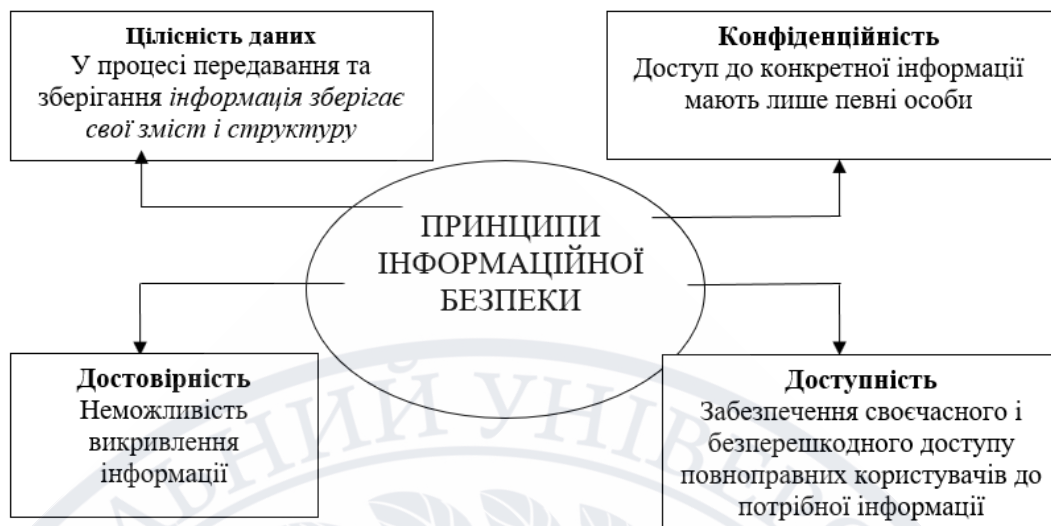 Цілісність даних
У процесі передавання та
зберігання інформація зберігає
свої зміст і структуру
Конфіденційність
Доступ до конкретної інформації
мають лише певні особи
ПРИНЦИПИ
ІНФОРМАЦІЙНОЇ
БЕЗПЕКИ
Достовірність
Неможливість
викривлення
інформації
Доступність
Забезпечення своєчасного і
безперешкодного доступу
повноправних користувачів до
потрібної інформації